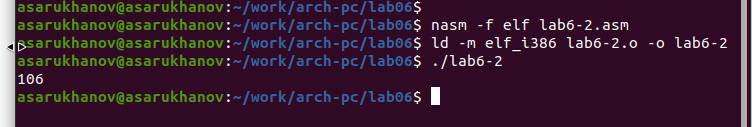 asarukhanov@asarukhanov:~/work/arch-pc/lab06$
asarukhanov@asarukhanov:~/work/arch-pc/lab06$ nasm -f elf lab6-2.asm
asarukhanov@asarukhanov:~/work/arch-pc/lab06$ ld -m elf_i386 lab6-2.o -o lab6-2
asarukhanov@asarukhanov:~/work/arch-pc/lab06$ ./lab6-2
106
asarukhanov@asarukhanov:~/work/arch-pc/lab06$